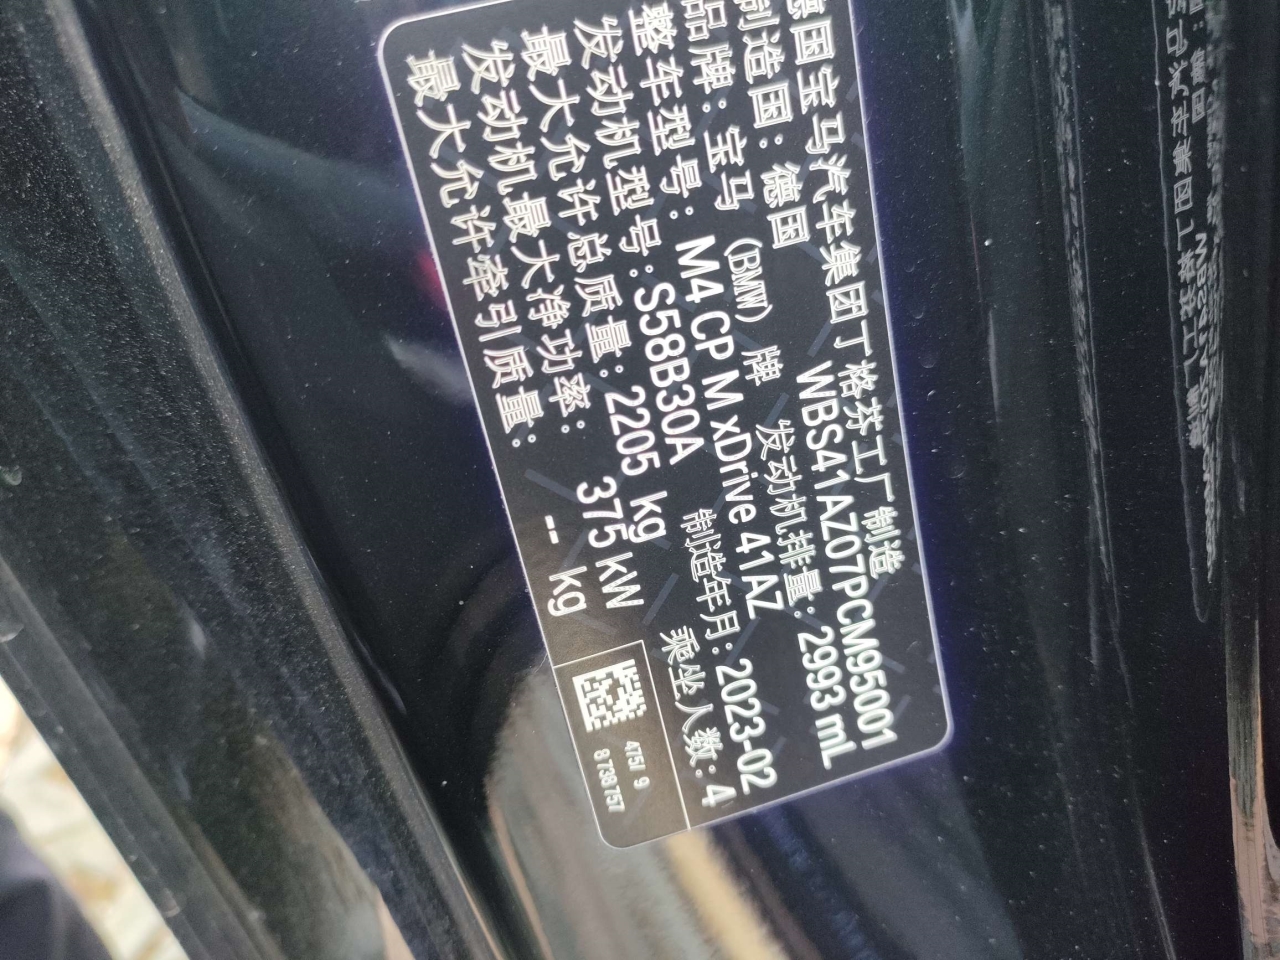 德国宝马汽车集团丁格芬工厂制造
制造国：德国 WBS41AZ07PCM95001
品牌：宝马 (BMW) 牌 发动机排量：2993 mL
整车型号：M4 CP M xDrive 41AZ
发动机型号：S58B30A 制造年月：2023-02
最大允许总质量：2205 kg 乘坐人数：4
发动机最大净功率：375 kW
最大允许牵引质量：-- kg
475/ 9
8 738 757